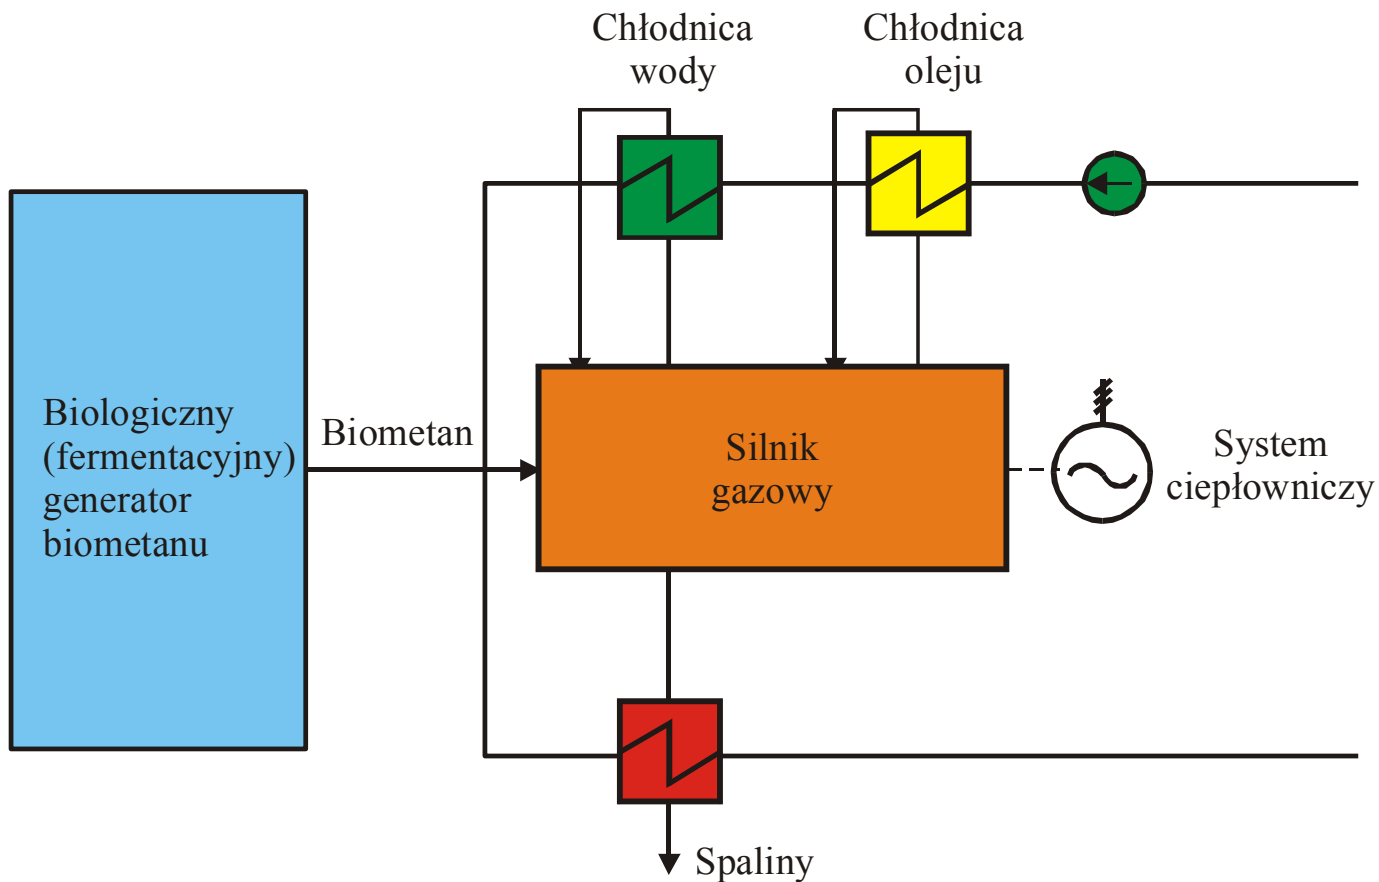 Chłodnica
wody
Chłodnica
oleju
Biologiczny
(fermentacyjny)
generator
biometanu
Biometan
Silnik
gazowy
System
ciepłowniczy
Spaliny